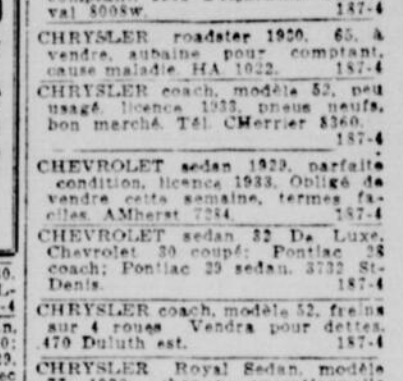 val 8008w. 187-4
CHRYSLER roadster 1930, 65, à
vendre, aubaine pour comptant,
cause maladie. HA. 1022. 187-4
CHRYSLER coach, modèle 52, peu
usagé, licence 1933, pneus neufs,
bon marché. Tél. CHerrier 8360.
187-4
CHEVROLET sedan 1929, parfaite
condition, licence 1933, Obligé de
vendre cette semaine, termes fa-
ciles. AMherst 7284. 187-4
CHEVROLET sedan 32 De Luxe,
Chevrolet 30 coupé; Pontiac 28
coach; Pontiac 29 sedan. 3732 St-
Denis. 187-4
CHRYSLER coach, modèle 52, freins
sur 4 roues Vendra pour dettes.
470 Duluth est. 187-4
CHRYSLER Royal Sedan, modèle